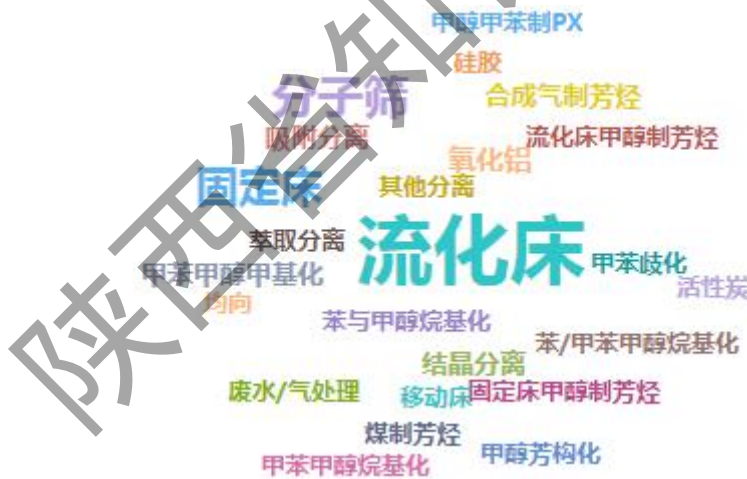 甲醇甲苯制PX
硅胶
分子筛
合成气制芳烃
吸附分离
流化床甲醇制芳烃
氧化铝
固定床
其他分离
萃取分离
流化床
甲苯歧化
甲苯甲醇甲基化
活性炭
均向
苯与甲醇烷基化
苯/甲苯甲醇烷基化
结晶分离
废水/气处理
移动床
固定床甲醇制芳烃
煤制芳烃
甲醇芳构化
甲苯甲醇烷基化
陕西省知